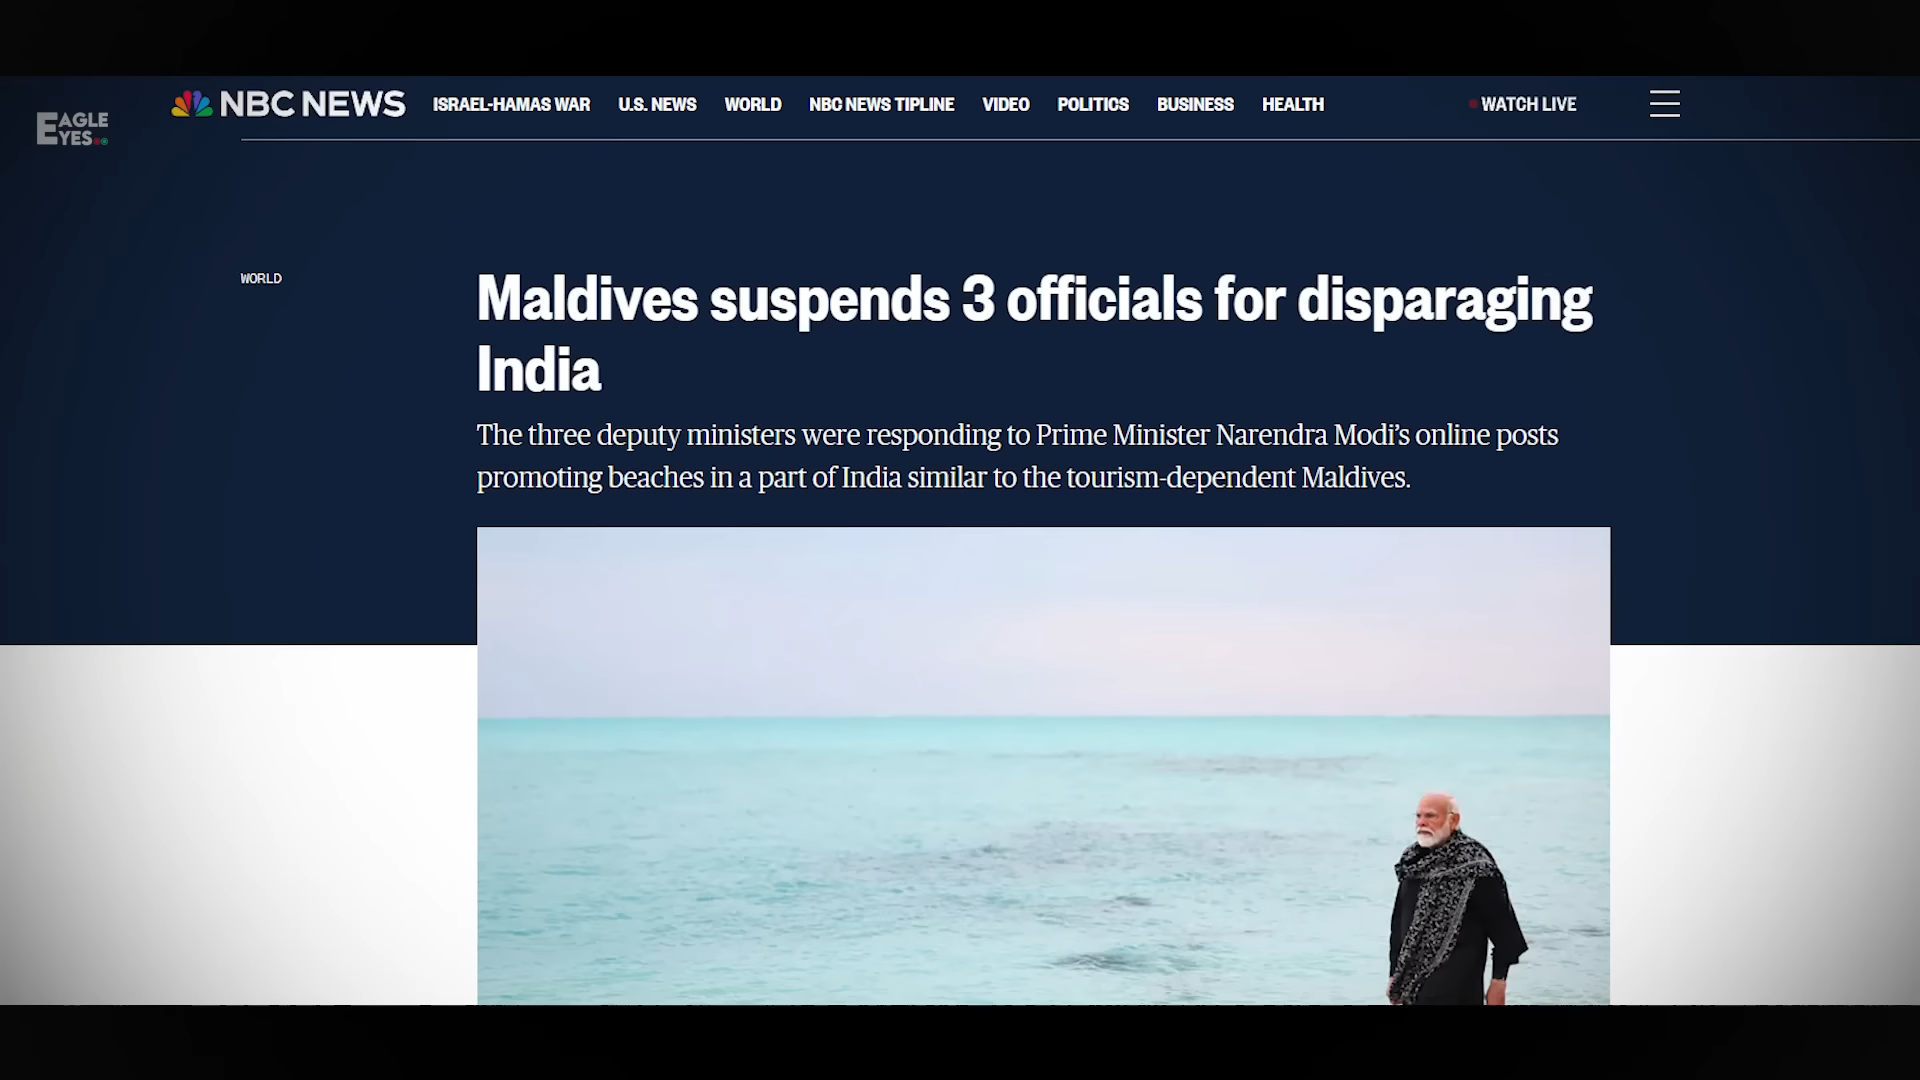 EAGLE
EYES
NBC NEWS
ISRAEL-HAMAS WAR
U.S. NEWS
WORLD
NBC NEWS TIPLINE
VIDEO
POLITICS
BUSINESS
HEALTH
WATCH LIVE
WORLD
Maldives suspends 3 officials for disparaging
India
The three deputy ministers were responding to Prime Minister Narendra Modi’s online posts
promoting beaches in a part of India similar to the tourism-dependent Maldives.